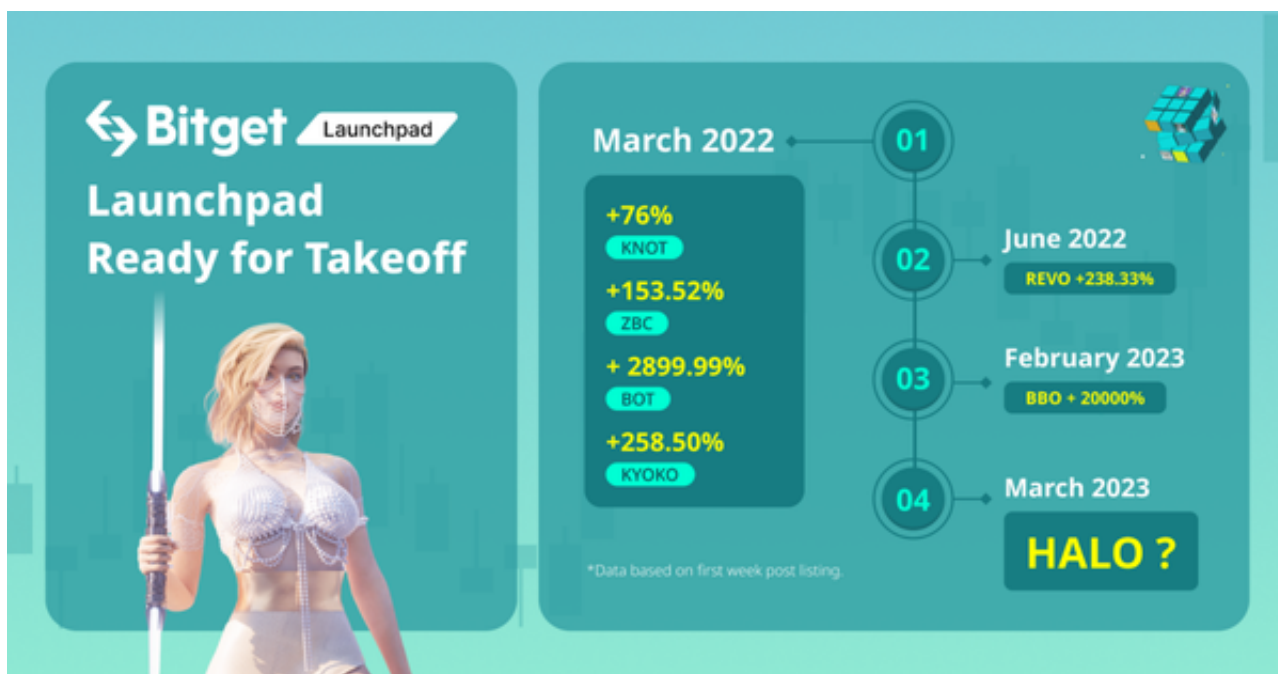 Bitget Launchpad
Launchpad
Ready for Takeoff
March 2022
01
+76%
KNOT
+153.52%
ZBC
+ 2899.99%
BOT
+258.50%
KYOKO
02
June 2022
REVO +238.33%
03
February 2023
BBO + 20000%
04
March 2023
HALO ?
*Data based on first week post listing.